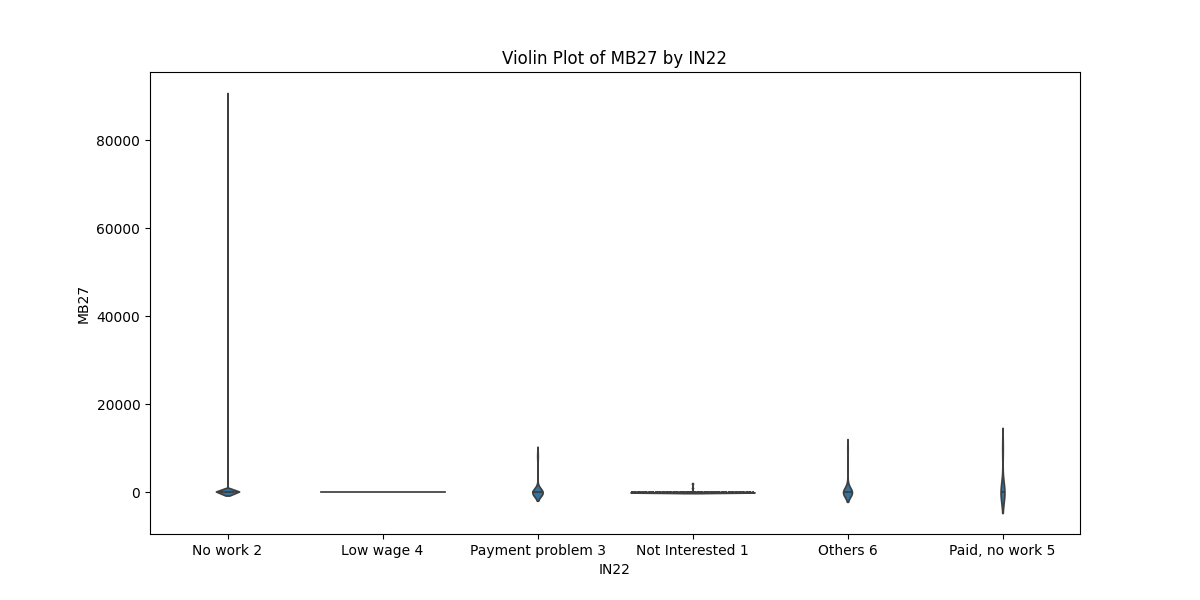 Violin Plot of MB27 by IN22
80000
60000
40000
20000
0
MB27
No work 2
Low wage 4
Payment problem 3
Not Interested 1
Others 6
Paid, no work 5
IN22